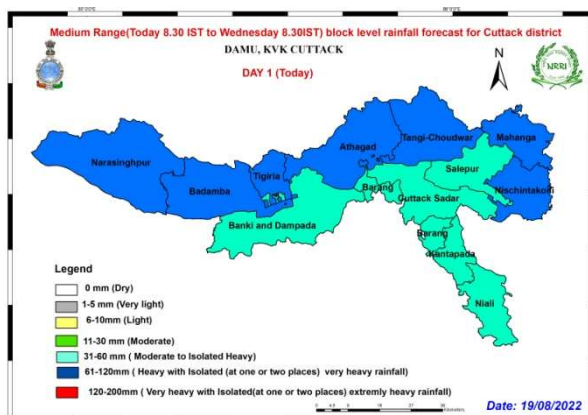 Medium Range(Today 8.30 IST to Wednesday 8.30IST) block level rainfall forecast for Cuttack district
DAMU, KVK CUTTACK
DAY 1 (Today)
N
NRRI
Narasinghpur
Badamba
Tigiria
Athagad
Tangi-Choudwar
Mahanga
Salepur
Nischintakoili
Barang
Cuttack Sadar
Banki and Dampada
Barang
Kantapada
Niali
Legend
0 mm (Dry)
1-5 mm (Very light)
6-10mm (Light)
11-30 mm (Moderate)
31-60 mm ( Moderate to Isolated Heavy)
61-120mm ( Heavy with Isolated (at one or two places) very heavy rainfall)
120-200mm ( Very heavy with Isolated(at one or two places) extremly heavy rainfall)
Date: 19/08/2022